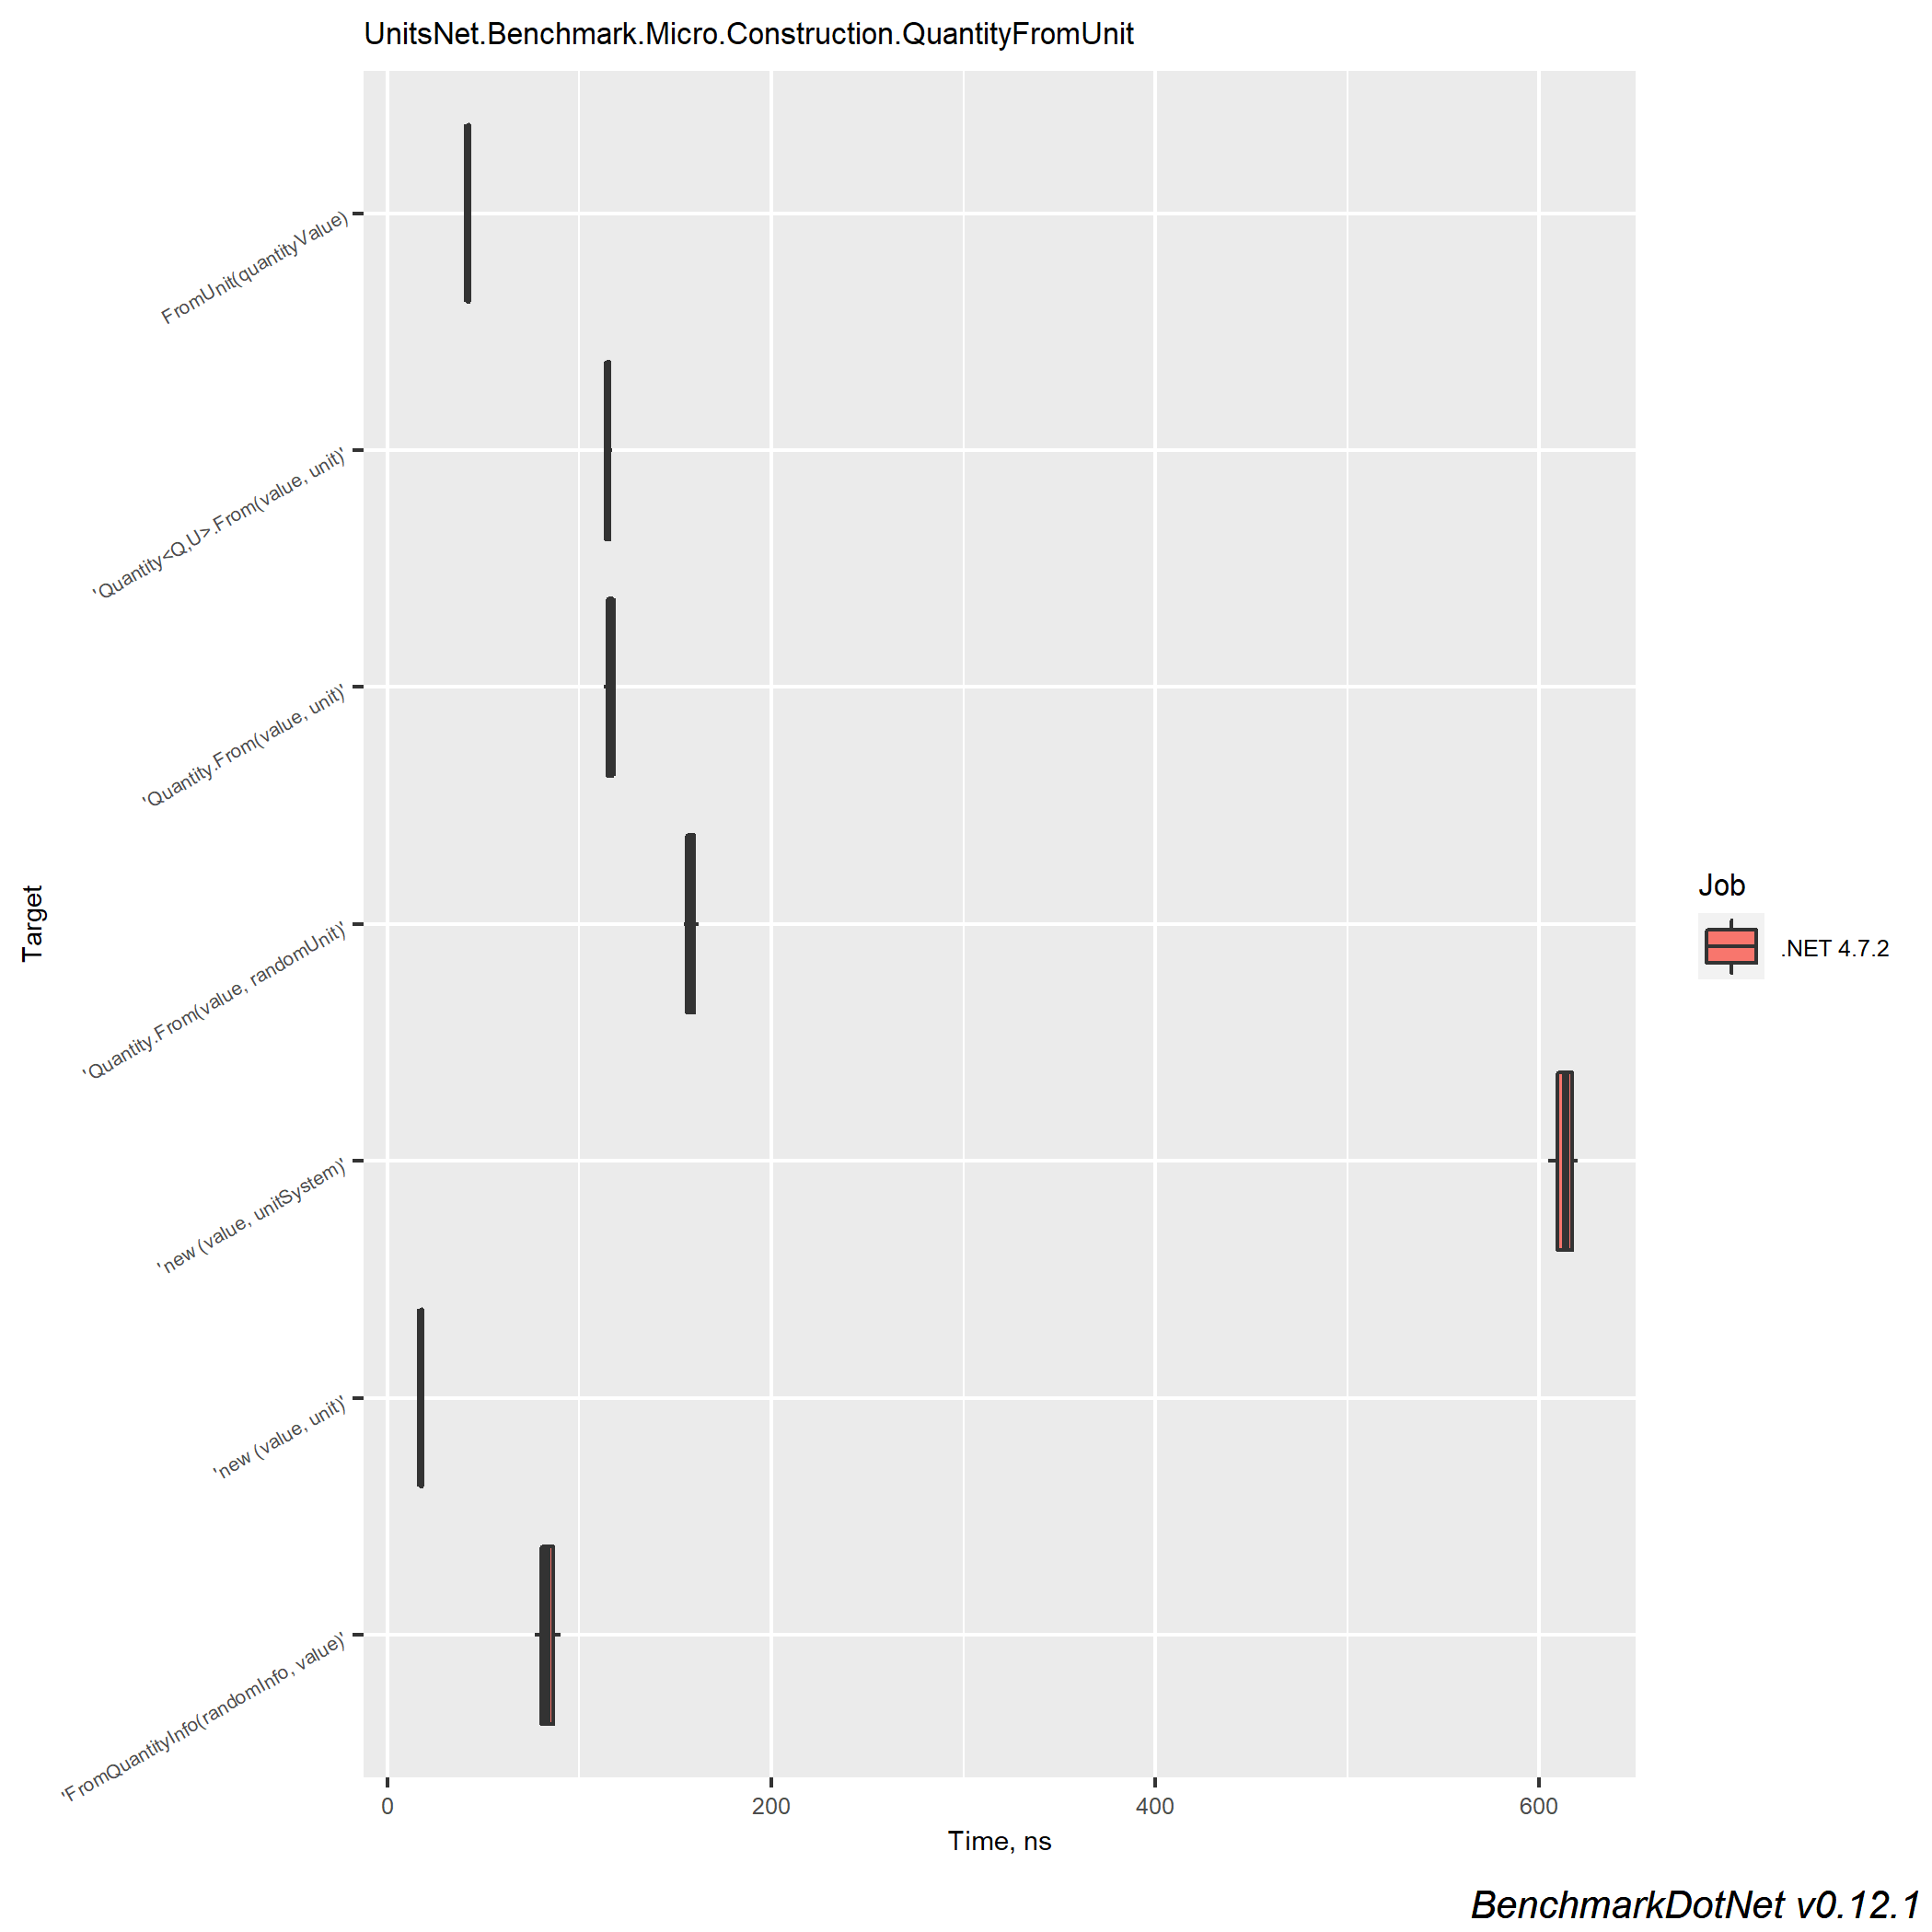 UnitsNet.Benchmark.Micro.Construction.QuantityFromUnit
FromUnit(quantityValue)
'Quantity<Q,U>.From(value, unit)'
'Quantity.From(value, unit)'
'Quantity.From(value, randomUnit)'
'new (value, unitSystem)'
'new (value, unit)'
'FromQuantityInfo(randomInfo, value)'
Target
0 200 400 600
Time, ns
Job
.NET 4.7.2
BenchmarkDotNet v0.12.1